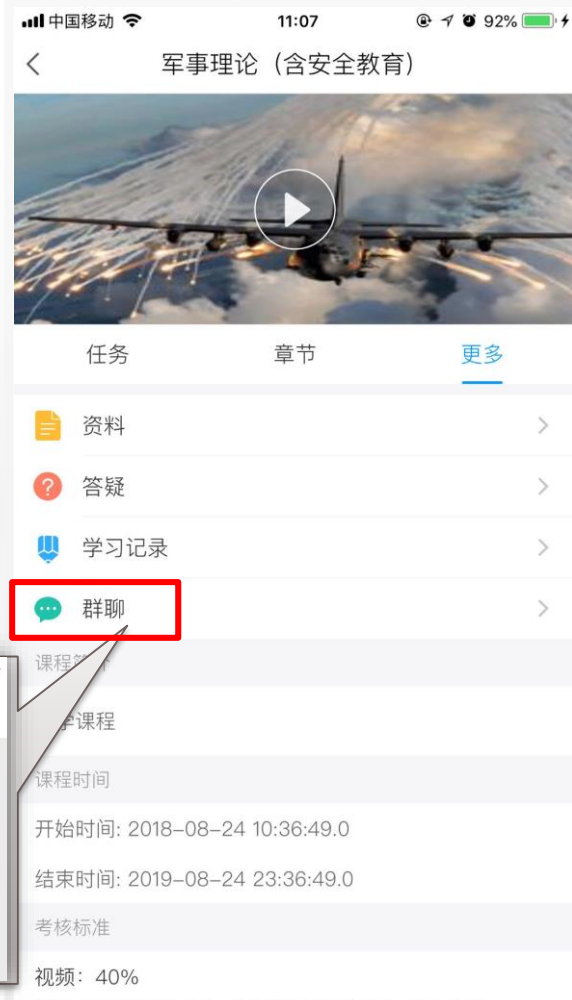 中国移动 11:07 92%
军事理论（含安全教育）
任务 章节 更多
资料
答疑
学习记录
群聊
课程
课程
课程时间
开始时间: 2018–08–24 10:36:49.0
结束时间: 2019–08–24 23:36:49.0
考核标准
视频：40%